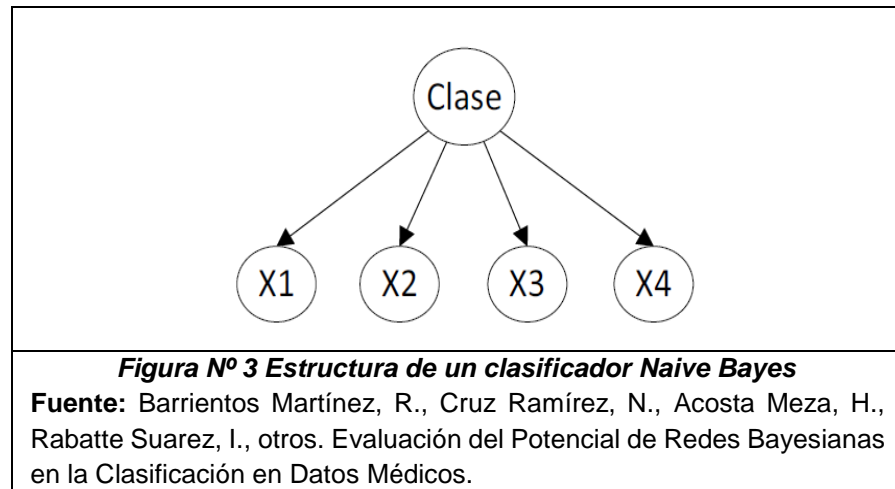 Clase
X1 X2 X3 X4
Figura Nº 3 Estructura de un clasificador Naive Bayes
Fuente: Barrientos Martínez, R., Cruz Ramírez, N., Acosta Meza, H.,
Rabatte Suarez, I., otros. Evaluación del Potencial de Redes Bayesianas
en la Clasificación en Datos Médicos.